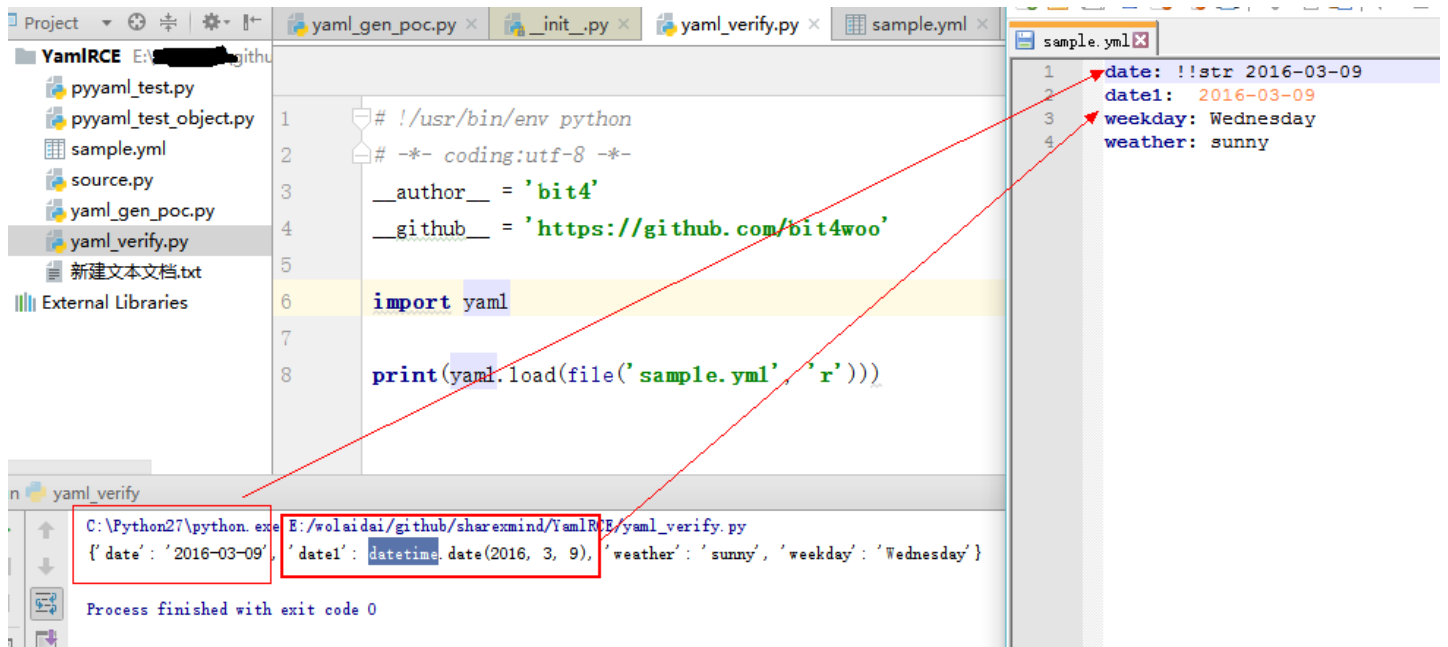 Project
yaml_gen_poc.py
__init__.py
yaml_verify.py
sample.yml
YamlRCE E:\
githu
pyyaml_test.py
pyyaml_test_object.py
sample.yml
source.py
yaml_gen_poc.py
yaml_verify.py
新建文本文档.txt
External Libraries
1 # !/usr/bin/env python
2 # -*- coding:utf-8 -*-
3 __author__ = 'bit4'
4 __github__ = 'https://github.com/bit4woo'
5
6 import yaml
7
8 print(yaml.load(file('sample.yml', 'r')))
sample.yml
1 date: !!str 2016-03-09
2 date1:  2016-03-09
3 weekday: Wednesday
4 weather: sunny
n yaml_verify
C:\Python27\python.exe E:/wolaidai/github/sharexmind/YamlRCE/yaml_verify.py
{'date': '2016-03-09', 'date1': datetime.date(2016, 3, 9), 'weather': 'sunny', 'weekday': 'Wednesday'}
Process finished with exit code 0